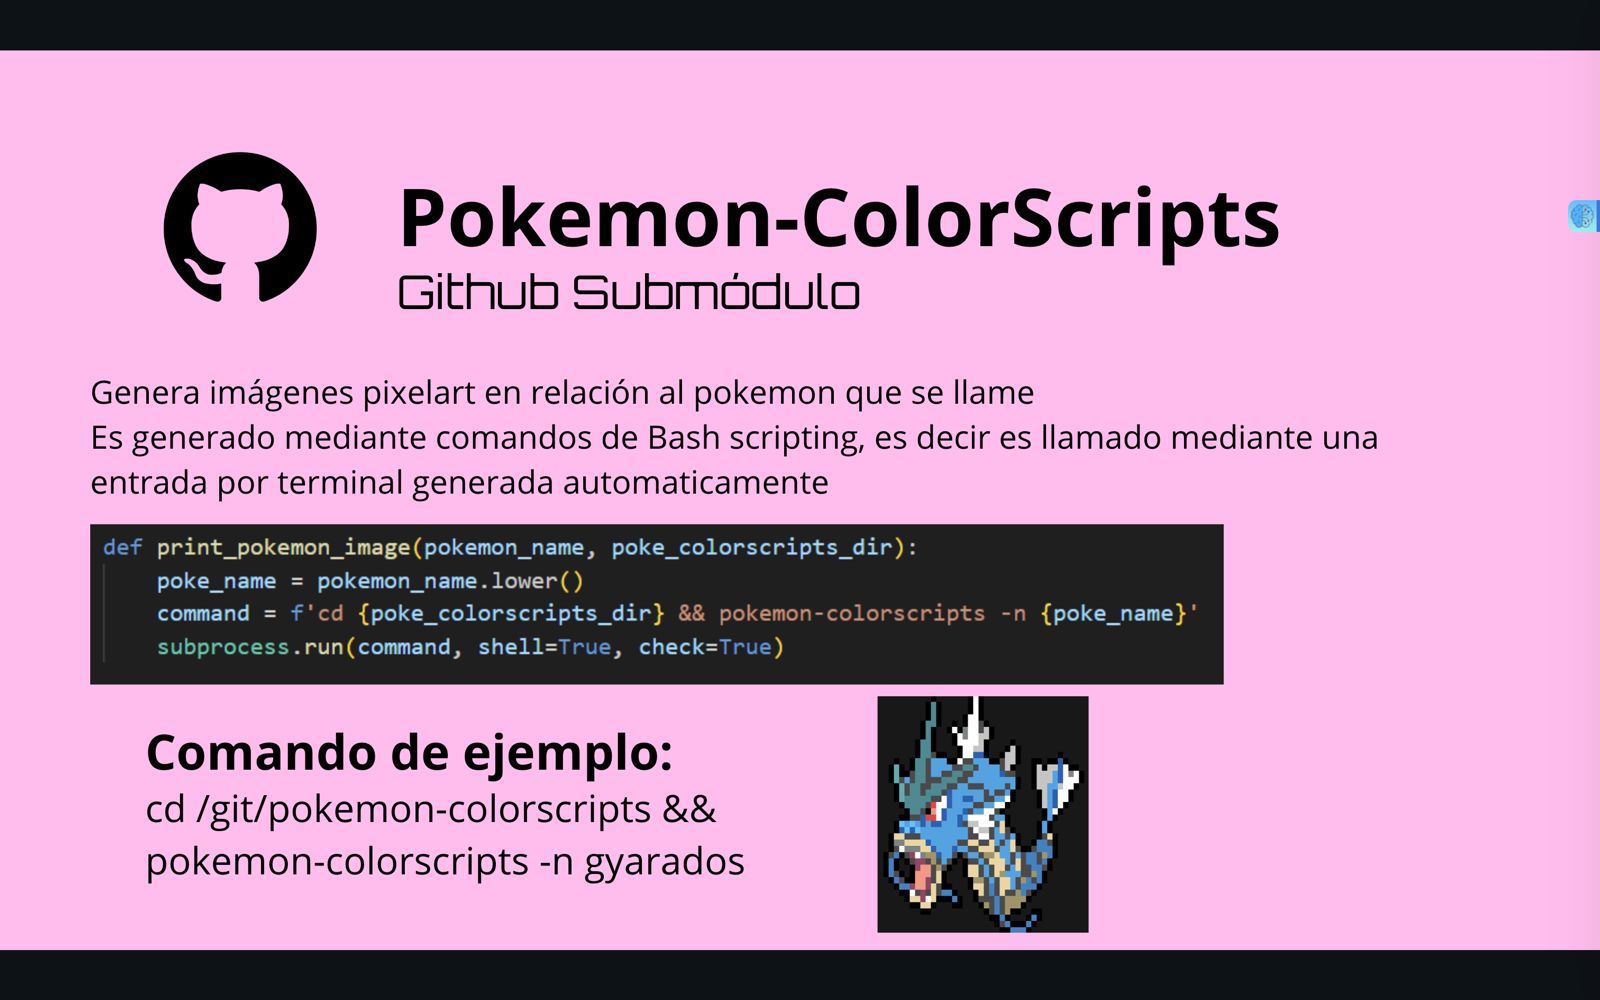 Pokemon-ColorScripts
Github Submódulo
Genera imágenes pixelart en relación al pokemon que se llame
Es generado mediante comandos de Bash scripting, es decir es llamado mediante una
entrada por terminal generada automaticamente
def print_pokemon_image(pokemon_name, poke_colorscripts_dir):
    poke_name = pokemon_name.lower()
    command = f'cd {poke_colorscripts_dir} && pokemon-colorscripts -n {poke_name}'
    subprocess.run(command, shell=True, check=True)
Comando de ejemplo:
cd /git/pokemon-colorscripts &&
pokemon-colorscripts -n gyarados